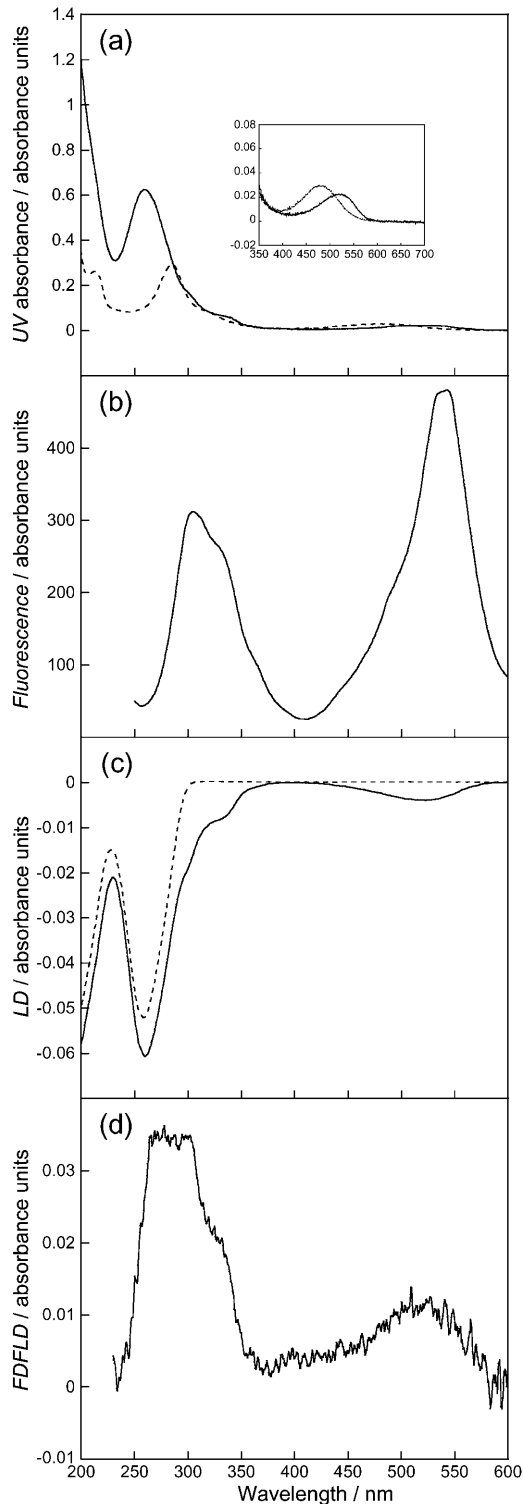 (a)
UV absorbance / absorbance units
1.4
1.2
1
0.8
0.6
0.4
0.2
0
0.08
0.06
0.04
0.02
0
-0.02
350 400 450 500 550 600 650 700
(b)
Fluorescence / absorbance units
400
300
200
100
(c)
LD / absorbance units
0
-0.01
-0.02
-0.03
-0.04
-0.05
-0.06
(d)
FDFLD / absorbance units
0.03
0.02
0.01
0
-0.01
200 250 300 350 400 450 500 550 600
Wavelength / nm